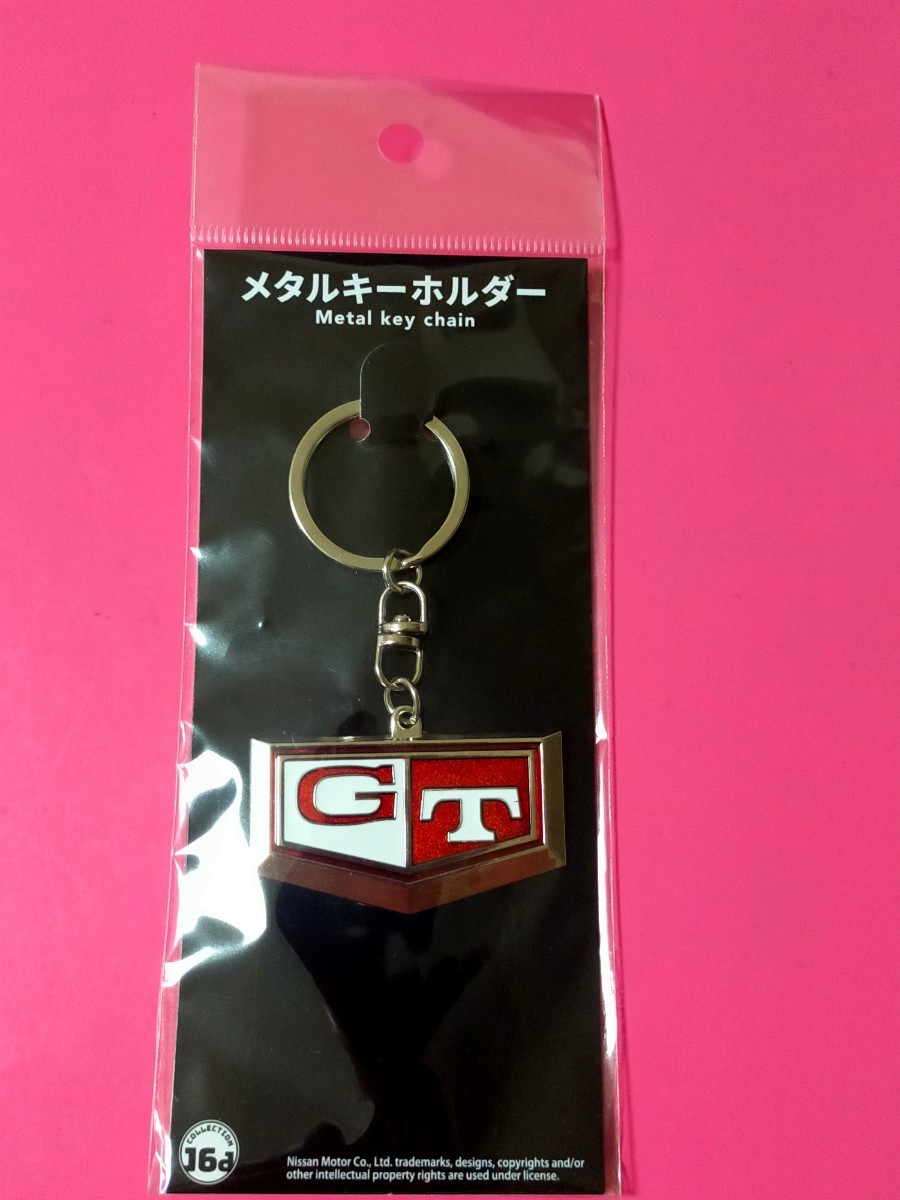 メタルキーホルダー
Metal key chain
GT
COLLECTION
16d
Nissan Motor Co., Ltd. trademarks, designs, copyrights and/or
other intellectual property rights are used under license.